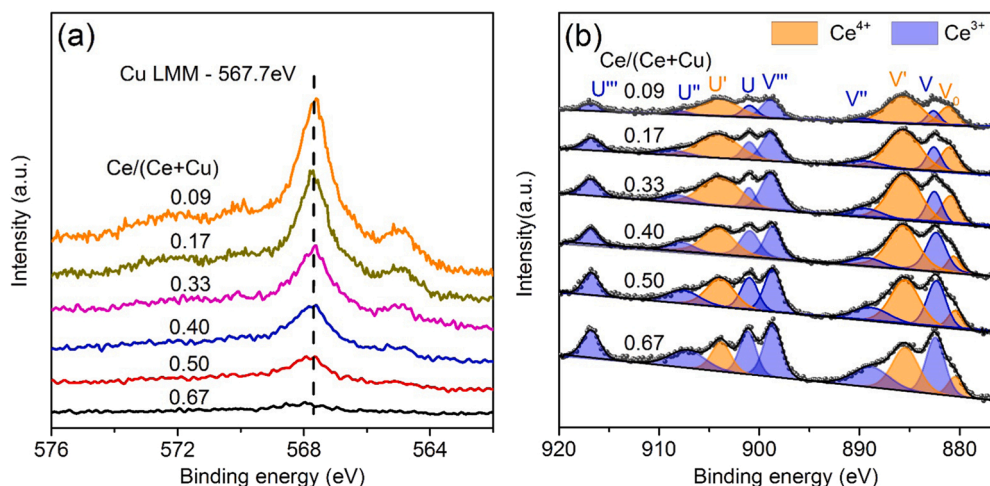 (a)
Cu LMM - 567.7eV
Ce/(Ce+Cu)
0.09
0.17
0.33
0.40
0.50
0.67
Intensity (a.u.)
576 572 568 564
Binding energy (eV)
(b)
Ce⁴⁺ Ce³⁺
Ce/(Ce+Cu)
U''' U'' U' U V''' V'' V' V V₀
0.09
0.17
0.33
0.40
0.50
0.67
Intensity(a.u.)
920 910 900 890 880
Binding energy (eV)